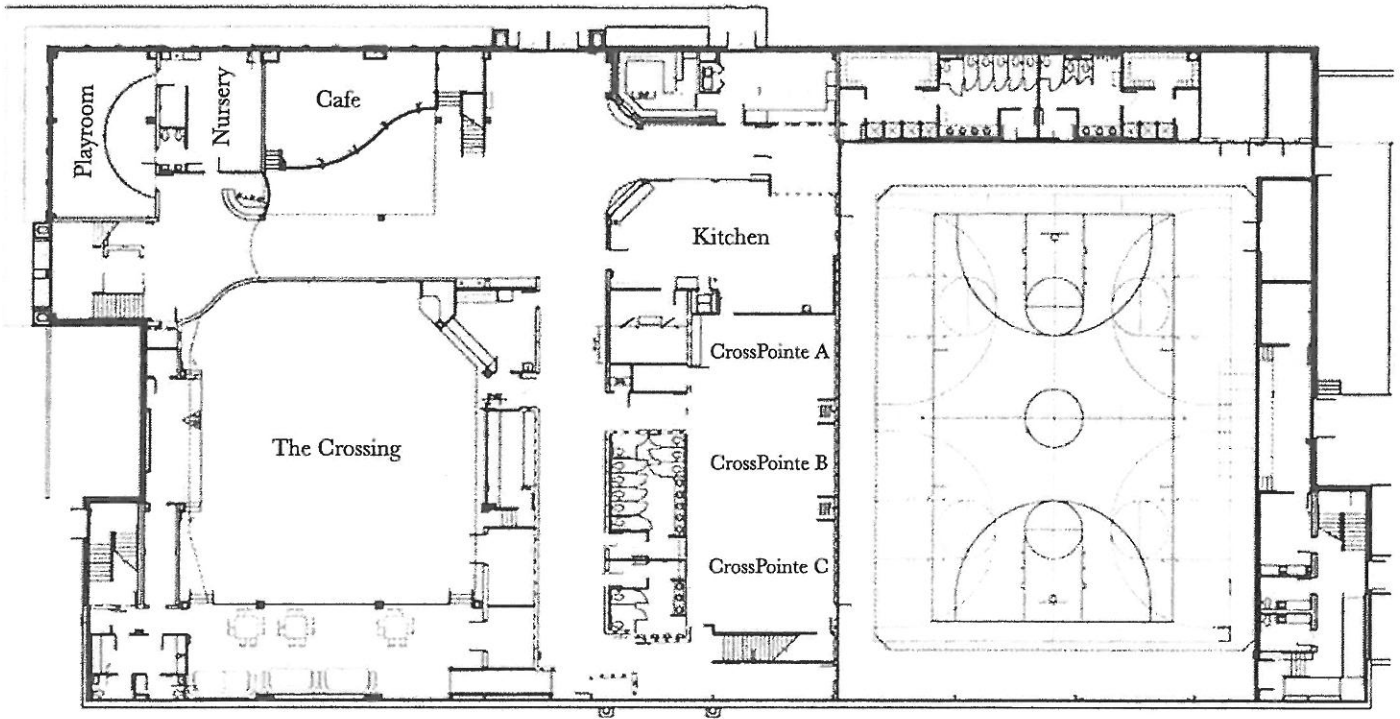 Playroom
Nursery
Cafe
Kitchen
CrossPointe A
The Crossing
CrossPointe B
CrossPointe C